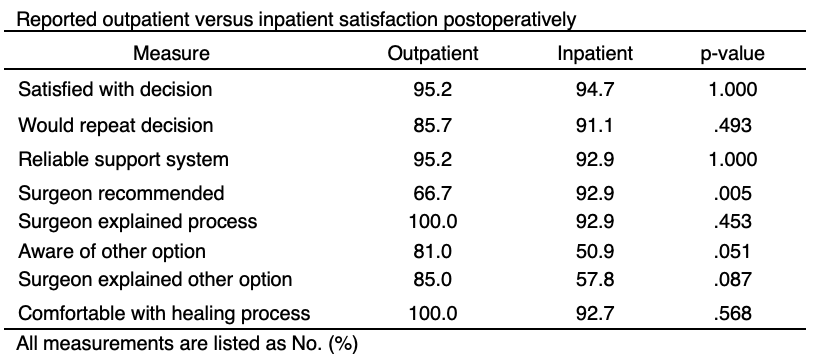 Reported outpatient versus inpatient satisfaction postoperatively
Measure Outpatient Inpatient p-value
Satisfied with decision 95.2 94.7 1.000
Would repeat decision 85.7 91.1 .493
Reliable support system 95.2 92.9 1.000
Surgeon recommended 66.7 92.9 .005
Surgeon explained process 100.0 92.9 .453
Aware of other option 81.0 50.9 .051
Surgeon explained other option 85.0 57.8 .087
Comfortable with healing process 100.0 92.7 .568
All measurements are listed as No. (%)